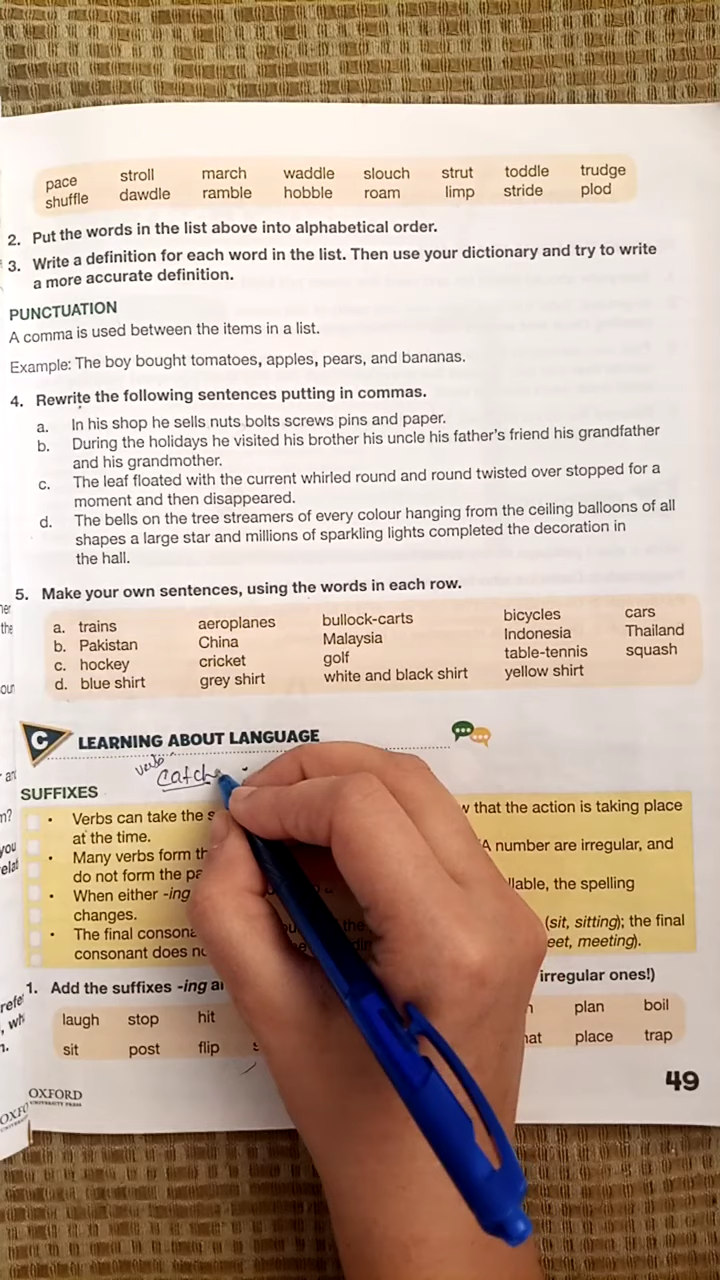 pace stroll march waddle slouch strut toddle trudge
shuffle dawdle ramble hobble roam limp stride plod
2. Put the words in the list above into alphabetical order.
3. Write a definition for each word in the list. Then use your dictionary and try to write
a more accurate definition.
PUNCTUATION
A comma is used between the items in a list.
Example: The boy bought tomatoes, apples, pears, and bananas.
4. Rewrite the following sentences putting in commas.
a. In his shop he sells nuts bolts screws pins and paper.
b. During the holidays he visited his brother his uncle his father's friend his grandfather
and his grandmother.
c. The leaf floated with the current whirled round and round twisted over stopped for a
moment and then disappeared.
d. The bells on the tree streamers of every colour hanging from the ceiling balloons of all
shapes a large star and millions of sparkling lights completed the decoration in
the hall.
5. Make your own sentences, using the words in each row.
a. trains aeroplanes bullock-carts bicycles cars
b. Pakistan China Malaysia Indonesia Thailand
c. hockey cricket golf table-tennis squash
d. blue shirt grey shirt white and black shirt yellow shirt
C LEARNING ABOUT LANGUAGE
verb
catch
SUFFIXES
• Verbs can take the that the action is taking place
at the time.
• Many verbs form A number are irregular, and
do not form the
• When either -ing the spelling
changes.
• The final (sit, sitting); the final
consonant does meeting).
1. Add the suffixes -ing irregular ones!)
laugh stop hit plan boil
sit post flip place trap
OXFORD
UNIVERSITY PRESS
49